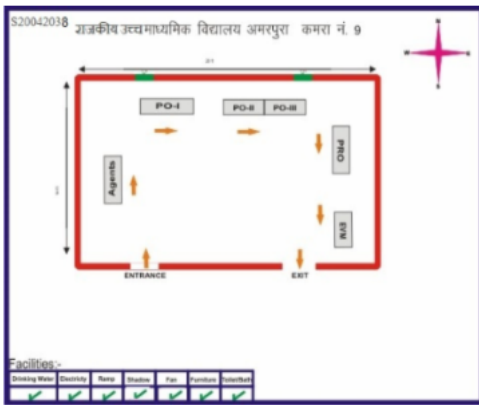 S20042038 राजकीय उच्च माध्यमिक विद्यालय अमरपुरा कमरा नं. 9
PO-I
PO-II PO-III
PRO
Agents
EVM
ENTRANCE EXIT
Facilities:-
Drinking Water Electricity Ramp Shadow Fan Furniture Toilet/Bath